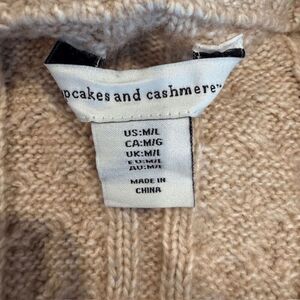 pcakes and cashmere
US:M/L
CA:M/G
UK:M/L
EU:M/L
AU:M/L
MADE IN
CHINA